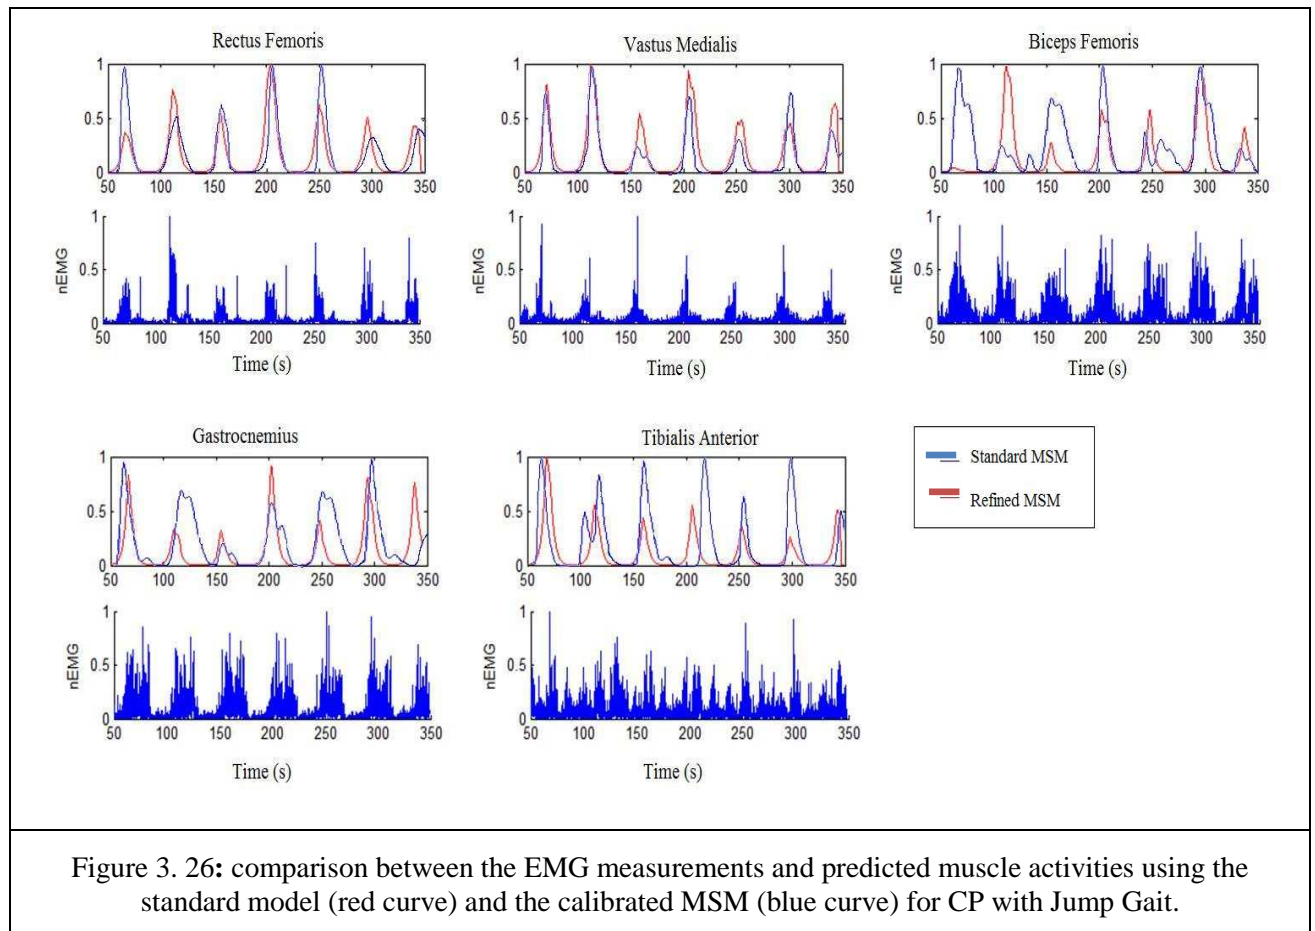 Rectus Femoris
Vastus Medialis
Biceps Femoris
1
0.5
0
50 100 150 200 250 300 350
1
0.5
0
50 100 150 200 250 300 350
1
0.5
0
50 100 150 200 250 300 350
nEMG
1
0.5
0
50 100 150 200 250 300 350
Time (s)
nEMG
1
0.5
0
50 100 150 200 250 300 350
Time (s)
nEMG
1
0.5
0
50 100 150 200 250 300 350
Time (s)
Gastrocnemius
Tibialis Anterior
1
0.5
0
50 100 150 200 250 300 350
1
0.5
0
50 100 150 200 250 300 350
Standard MSM
Refined MSM
nEMG
1
0.5
0
50 100 150 200 250 300 350
Time (s)
nEMG
1
0.5
0
50 100 150 200 250 300 350
Time (s)
Figure 3. 26: comparison between the EMG measurements and predicted muscle activities using the
standard model (red curve) and the calibrated MSM (blue curve) for CP with Jump Gait.